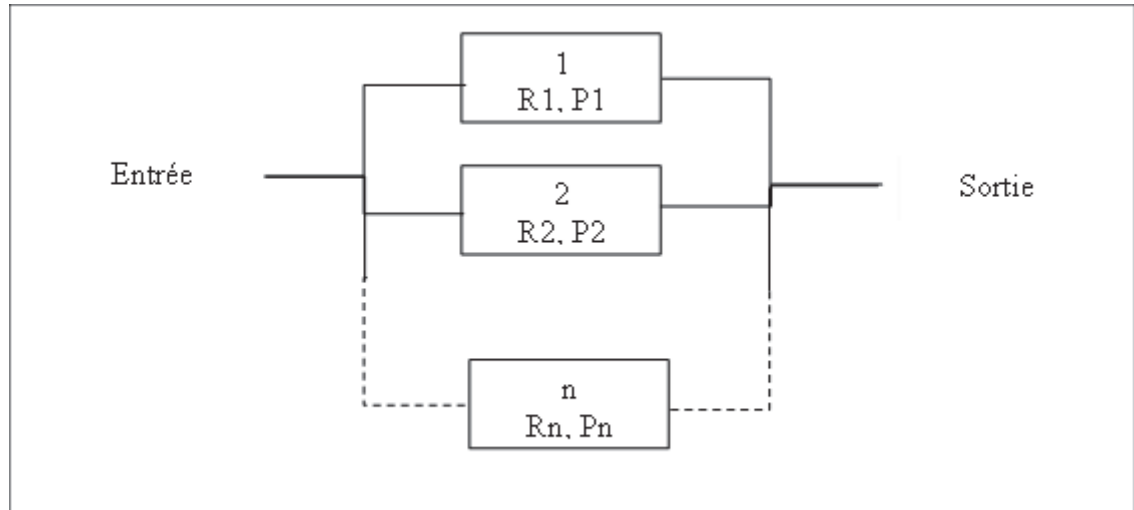 1
R1, P1
Entrée
2
R2, P2
Sortie
n
Rn, Pn